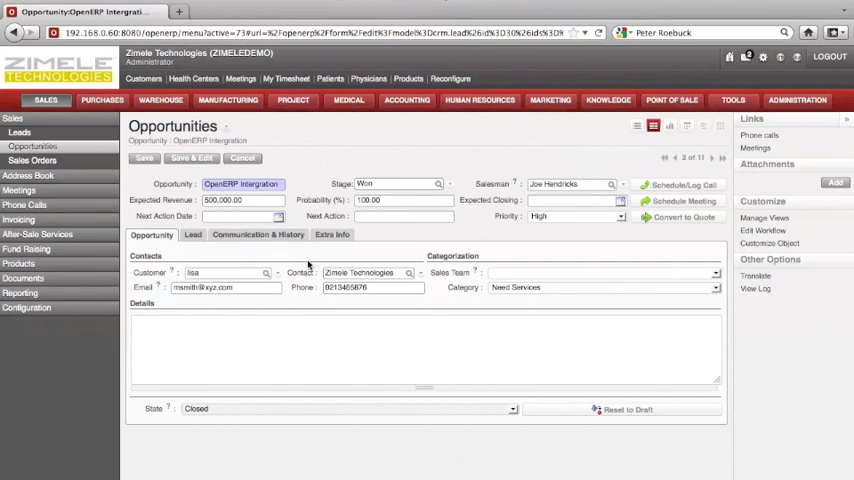 Opportunity:OpenERP Intergrati...
192.168.0.60:8080/openerp/menu?active=73#url=%2Fopenerp%2Fform%2Fedit%3Fmodel%3Dcrm.lead%26id%3D30%26ids%3
Peter Roebuck
ZIMELE TECHNOLOGIES
Zimele Technologies (ZIMELEDEMO)
Administrator
2 LOGOUT
Customers Health Centers Meetings My Timesheet Patients Physicians Products Reconfigure
SALES PURCHASES WAREHOUSE MANUFACTURING PROJECT MEDICAL ACCOUNTING HUMAN RESOURCES MARKETING KNOWLEDGE POINT OF SALE TOOLS ADMINISTRATION
Sales
Leads
Opportunities
Sales Orders
Address Book
Meetings
Phone Calls
Invoicing
After-Sale Services
Fund Raising
Products
Documents
Reporting
Configuration
Opportunities
Opportunity : OpenERP Intergration
Save Save & Edit Cancel 2 of 11
Opportunity : OpenERP Intergration Stage: Won Salesman ? : Joe Hendricks Schedule/Log Call
Expected Revenue : 500,000.00 Probability (%) : 100.00 Expected Closing : Schedule Meeting
Next Action Date : Next Action : Priority : High Convert to Quote
Opportunity Lead Communication & History Extra Info
Contacts Categorization
Customer ? : lisa Contact : Zimele Technologies Sales Team ? :
Email ? : msmith@xyz.com Phone : 0213465876 Category : Need Services
Details
State ? : Closed Reset to Draft
Links »
Phone calls
Meetings
Attachments
Add
Customize
Manage Views
Edit Workflow
Customize Object
Other Options
Translate
View Log